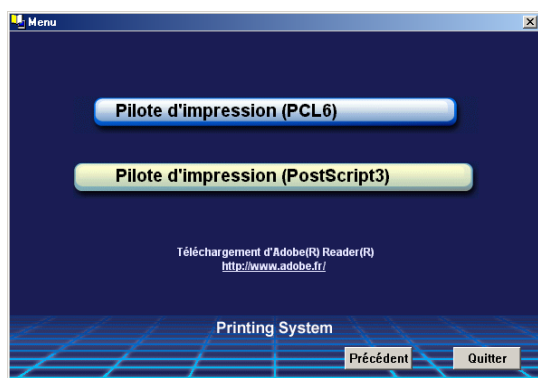 Menu
Pilote d'impression (PCL6)
Pilote d'impression (PostScript3)
Téléchargement d'Adobe(R) Reader(R)
http://www.adobe.fr/
Printing System
Précédent
Quitter